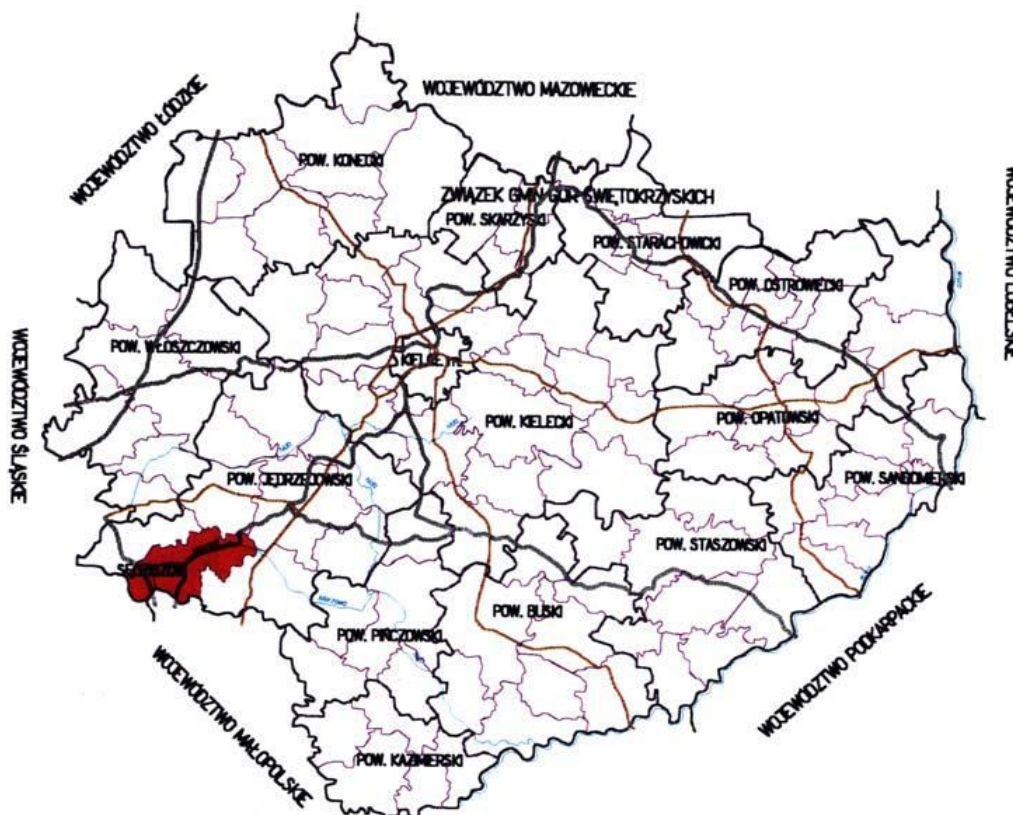 WOJEWÓDZTWO MAZOWIECKIE
WOJEWÓDZTWO ŁÓDZKIE
POW. KONECKI
ZWIĄZEK GMIN GÓR ŚWIĘTOKRZYSKICH
POW. SKARŻYSKI
POW. STARACHOWICKI
WOJEWÓDZTWO LUBELSKIE
POW. OSTROWIECKI
POW. WŁOSZCZOWSKI
WOJEWÓDZTWO ŚLĄSKIE
POW. KIELECKI
POW. OPATOWSKI
POW. JĘDRZEJOWSKI
POW. SANDOMIERSKI
POW. STASZOWSKI
POW. BUSKI
POW. PIŃCZOWSKI
WOJEWÓDZTWO PODKARPACKIE
WOJEWÓDZTWO MAŁOPOLSKIE
POW. KAZIMIERSKI